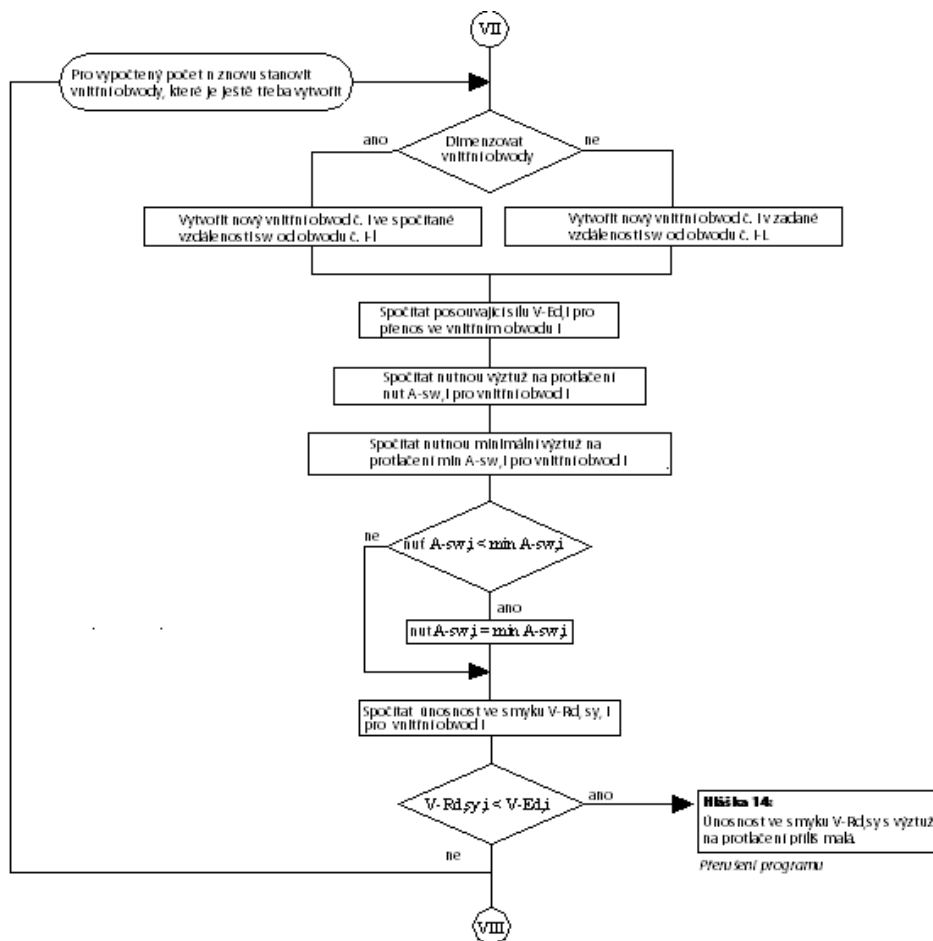 VII
Pro vypočtený počet n znovu stanovit
vnitřní obvody, které je ještě třeba vytvořit
ano
Dimenzovat
vnitřní obvody
ne
Vytvořit nový vnitřní obvod č. I ve spočítané
vzdálenosti sw od obvodu č. I-I
Vytvořit nový vnitřní obvod č. I v zadané
vzdálenosti sw od obvodu č. I-I.
Spočítat posouvající sílu V-Ed,I pro
přenos ve vnitřním obvodu I
Spočítat nutnou výztuž na protlačení
nut A-sw,I pro vnitřní obvod I
Spočítat nutnou minimální výztuž na
protlačení min A-sw,I pro vnitřní obvod I
ne
nut A-sw,i < min A-sw,i
ano
nut A-sw,i = min A-sw,i
Spočítat únosnost ve smyku V-Rd,sy, I
pro vnitřní obvod I
V-Rd,sy,i < V-Ed,i
ano
ne
Hláška 14:
Únosnost ve smyku V-Rd,sy s výztuž
na protlačení příliš malá.
Přerušení programu
VIII